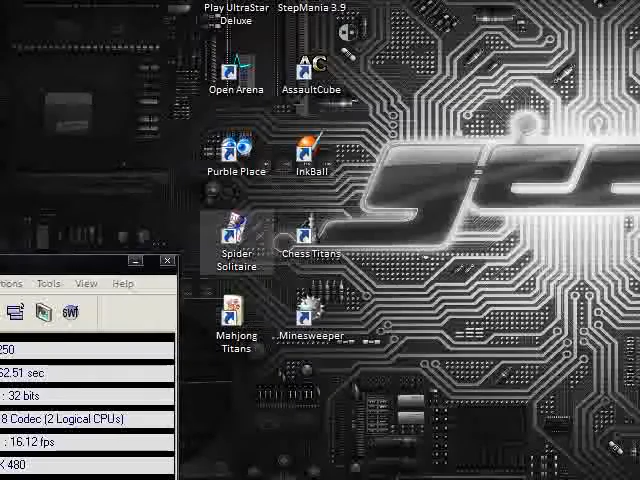 Play UltraStar Deluxe
StepMania 3.9
Open Arena
AssaultCube
Purble Place
InkBall
Spider Solitaire
Chess Titans
Mahjong Titans
Minesweeper
tions Tools View Help
250
62.51 sec
: 32 bits
8 Codec (2 Logical CPUs)
: 16.12 fps
X 480